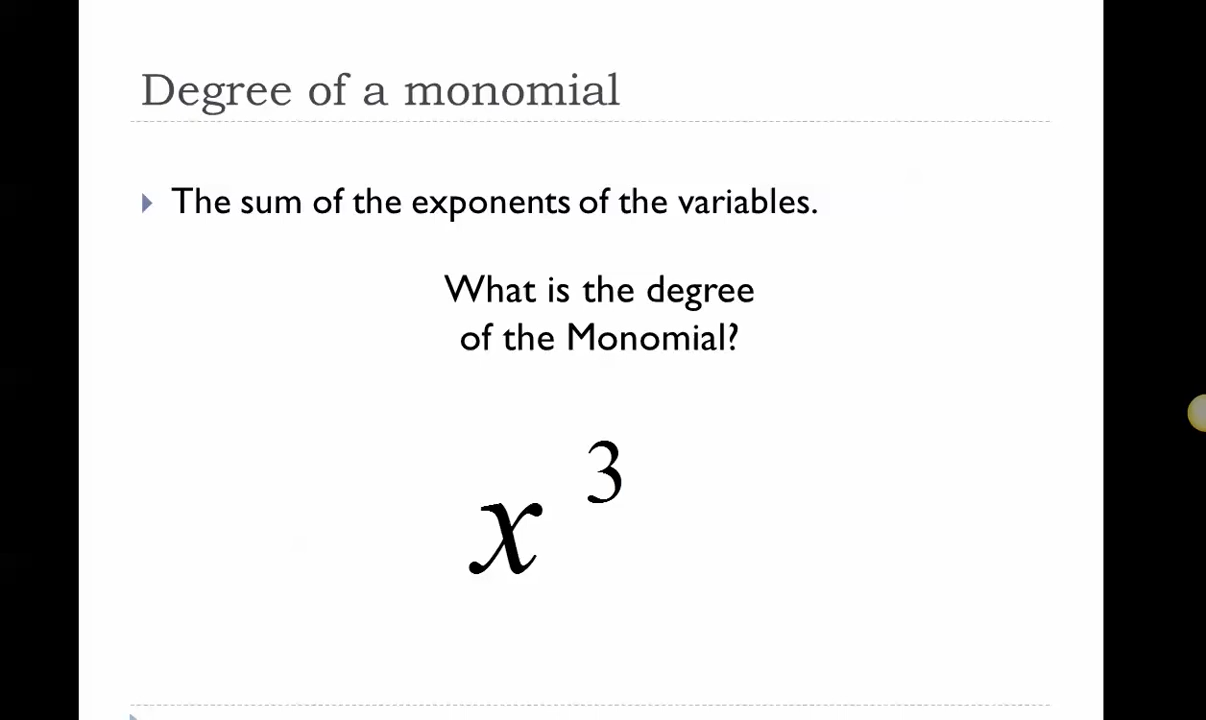 Degree of a monomial
The sum of the exponents of the variables.
What is the degree
of the Monomial?
x³